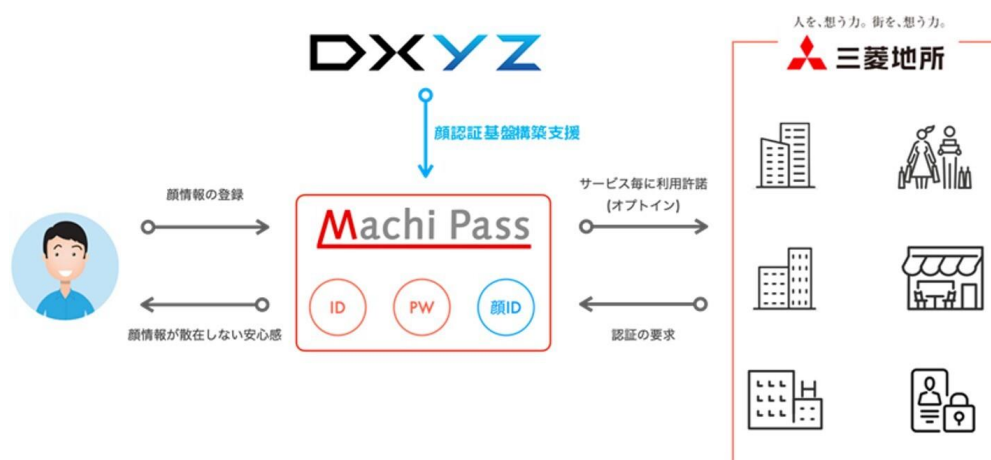 DXYZ
人を、想う力。街を、想う力。
三菱地所
顔認証基盤構築支援
顔情報の登録
サービス毎に利用許諾
(オプトイン)
Machi Pass
ID
PW
顔ID
顔情報が散在しない安心感
認証の要求
H